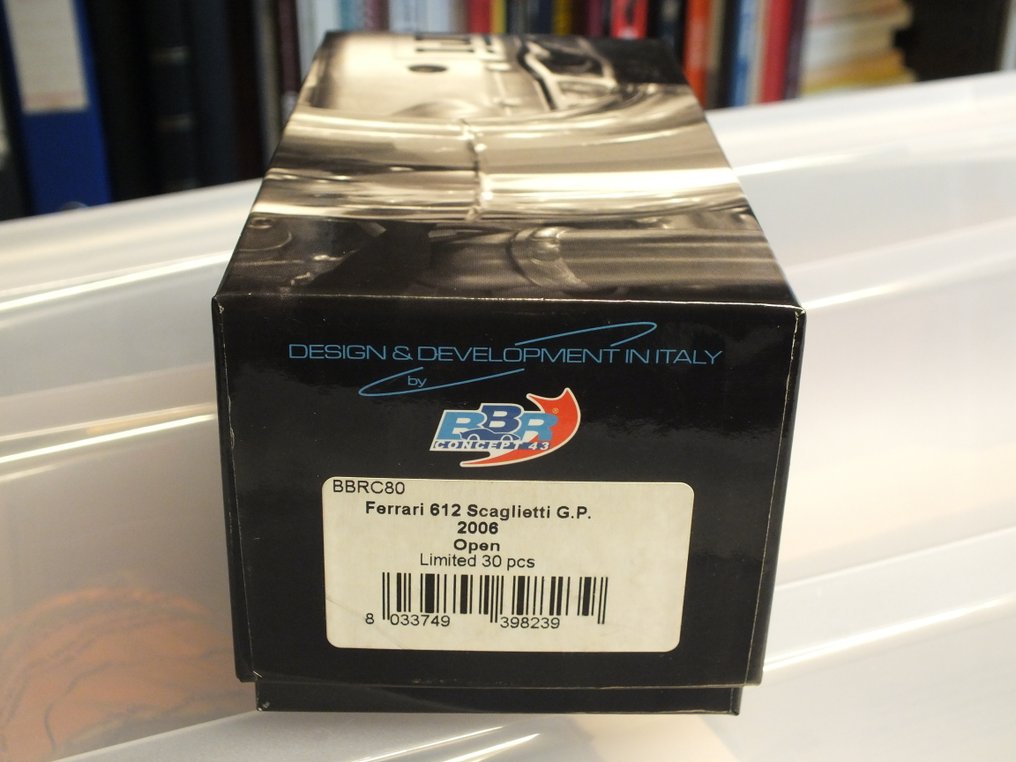 DESIGN & DEVELOPMENT IN ITALY
by
BBR®
CONCEPT 43
BBRC80
Ferrari 612 Scaglietti G.P.
2006
Open
Limited 30 pcs
8 033749 398239